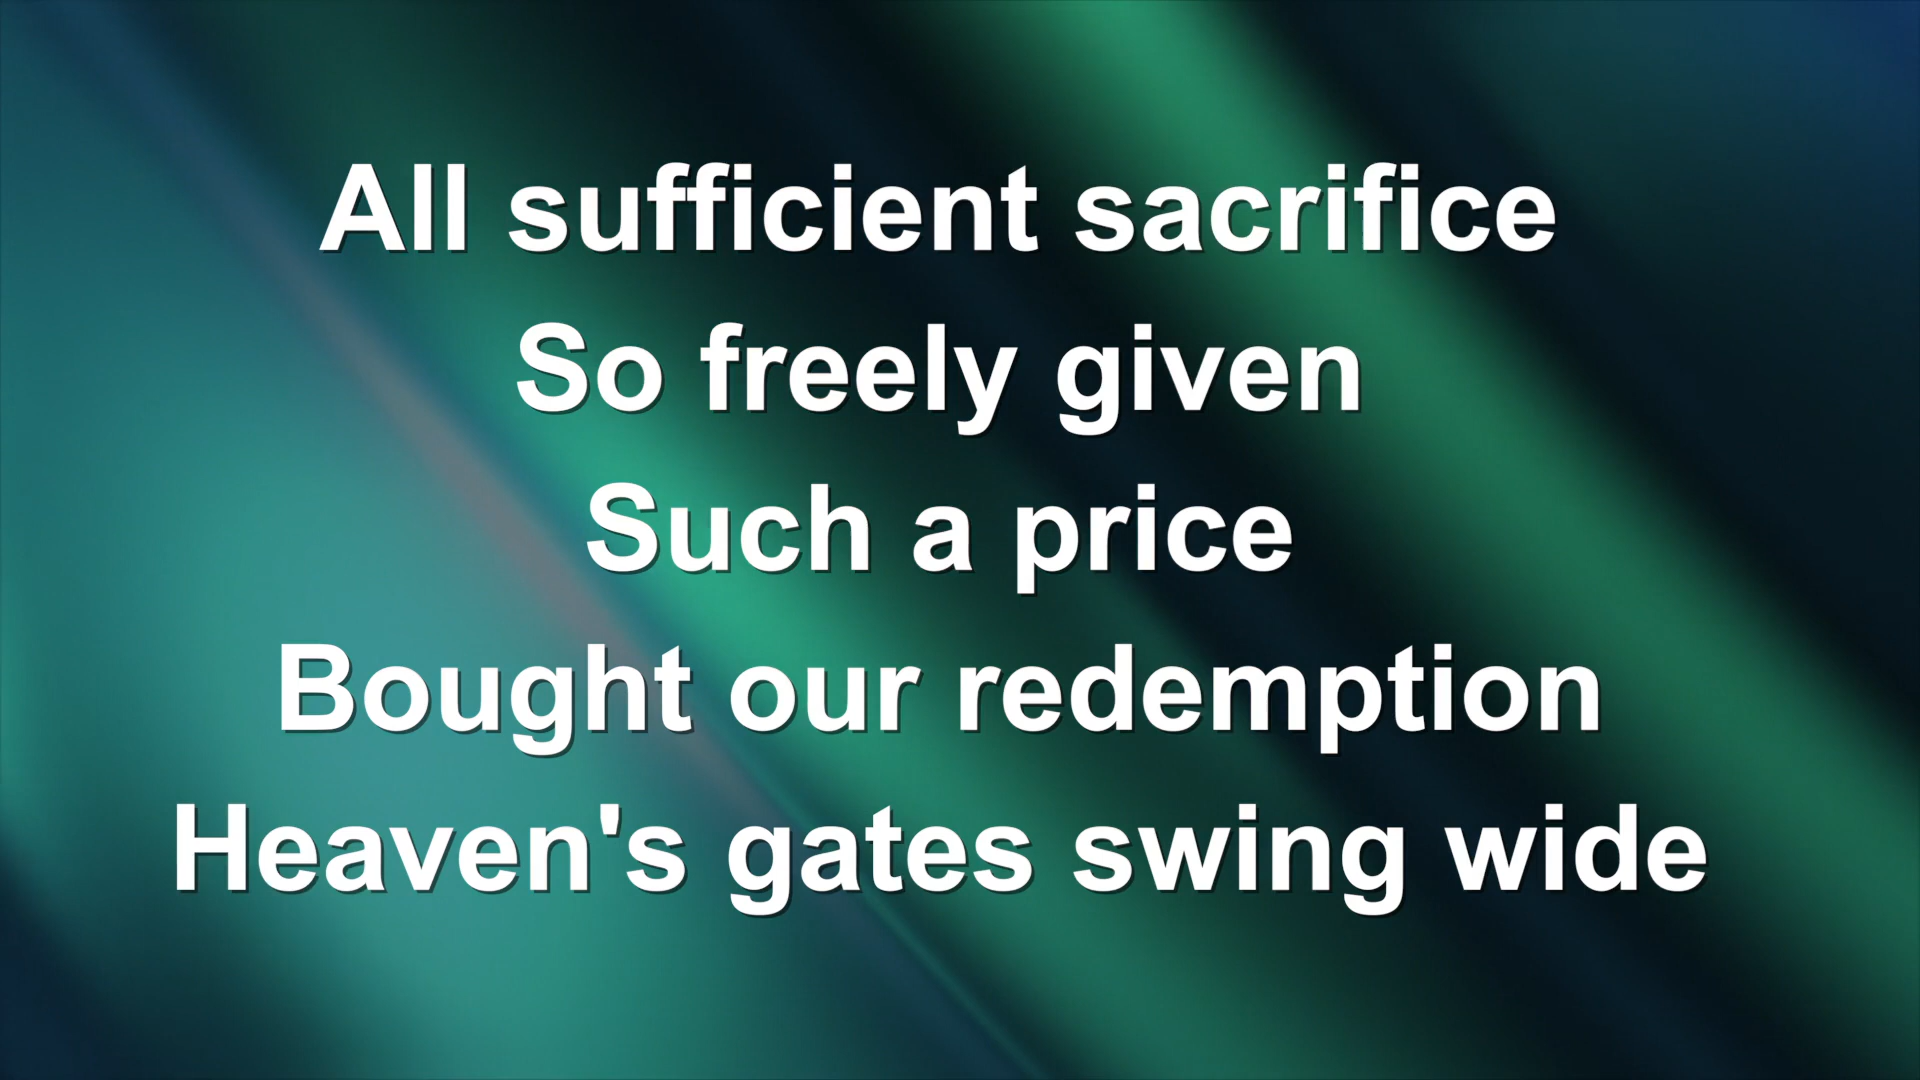 All sufficient sacrifice
So freely given
Such a price
Bought our redemption
Heaven's gates swing wide